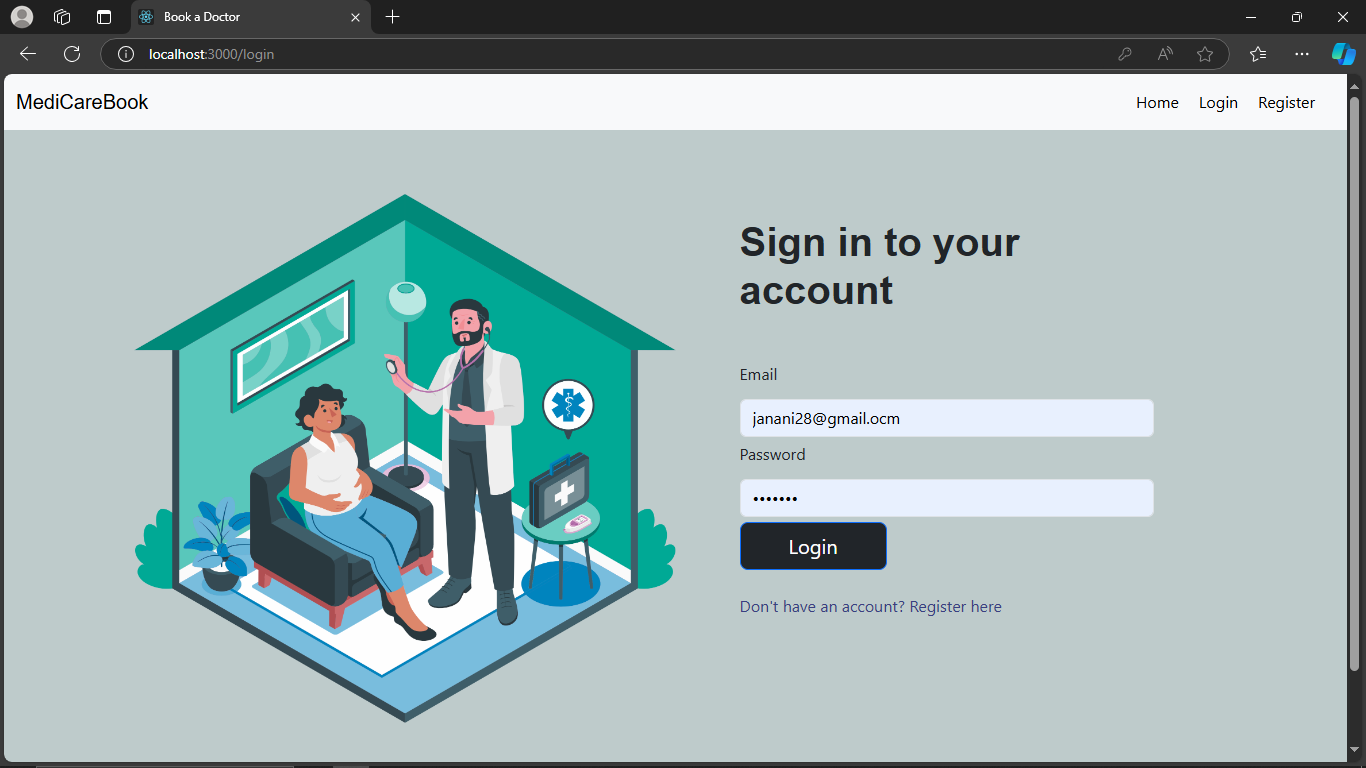 Book a Doctor
localhost:3000/login
MediCareBook
Home Login Register
Sign in to your
account
Email
janani28@gmail.ocm
Password
•••••••
Login
Don't have an account? Register here